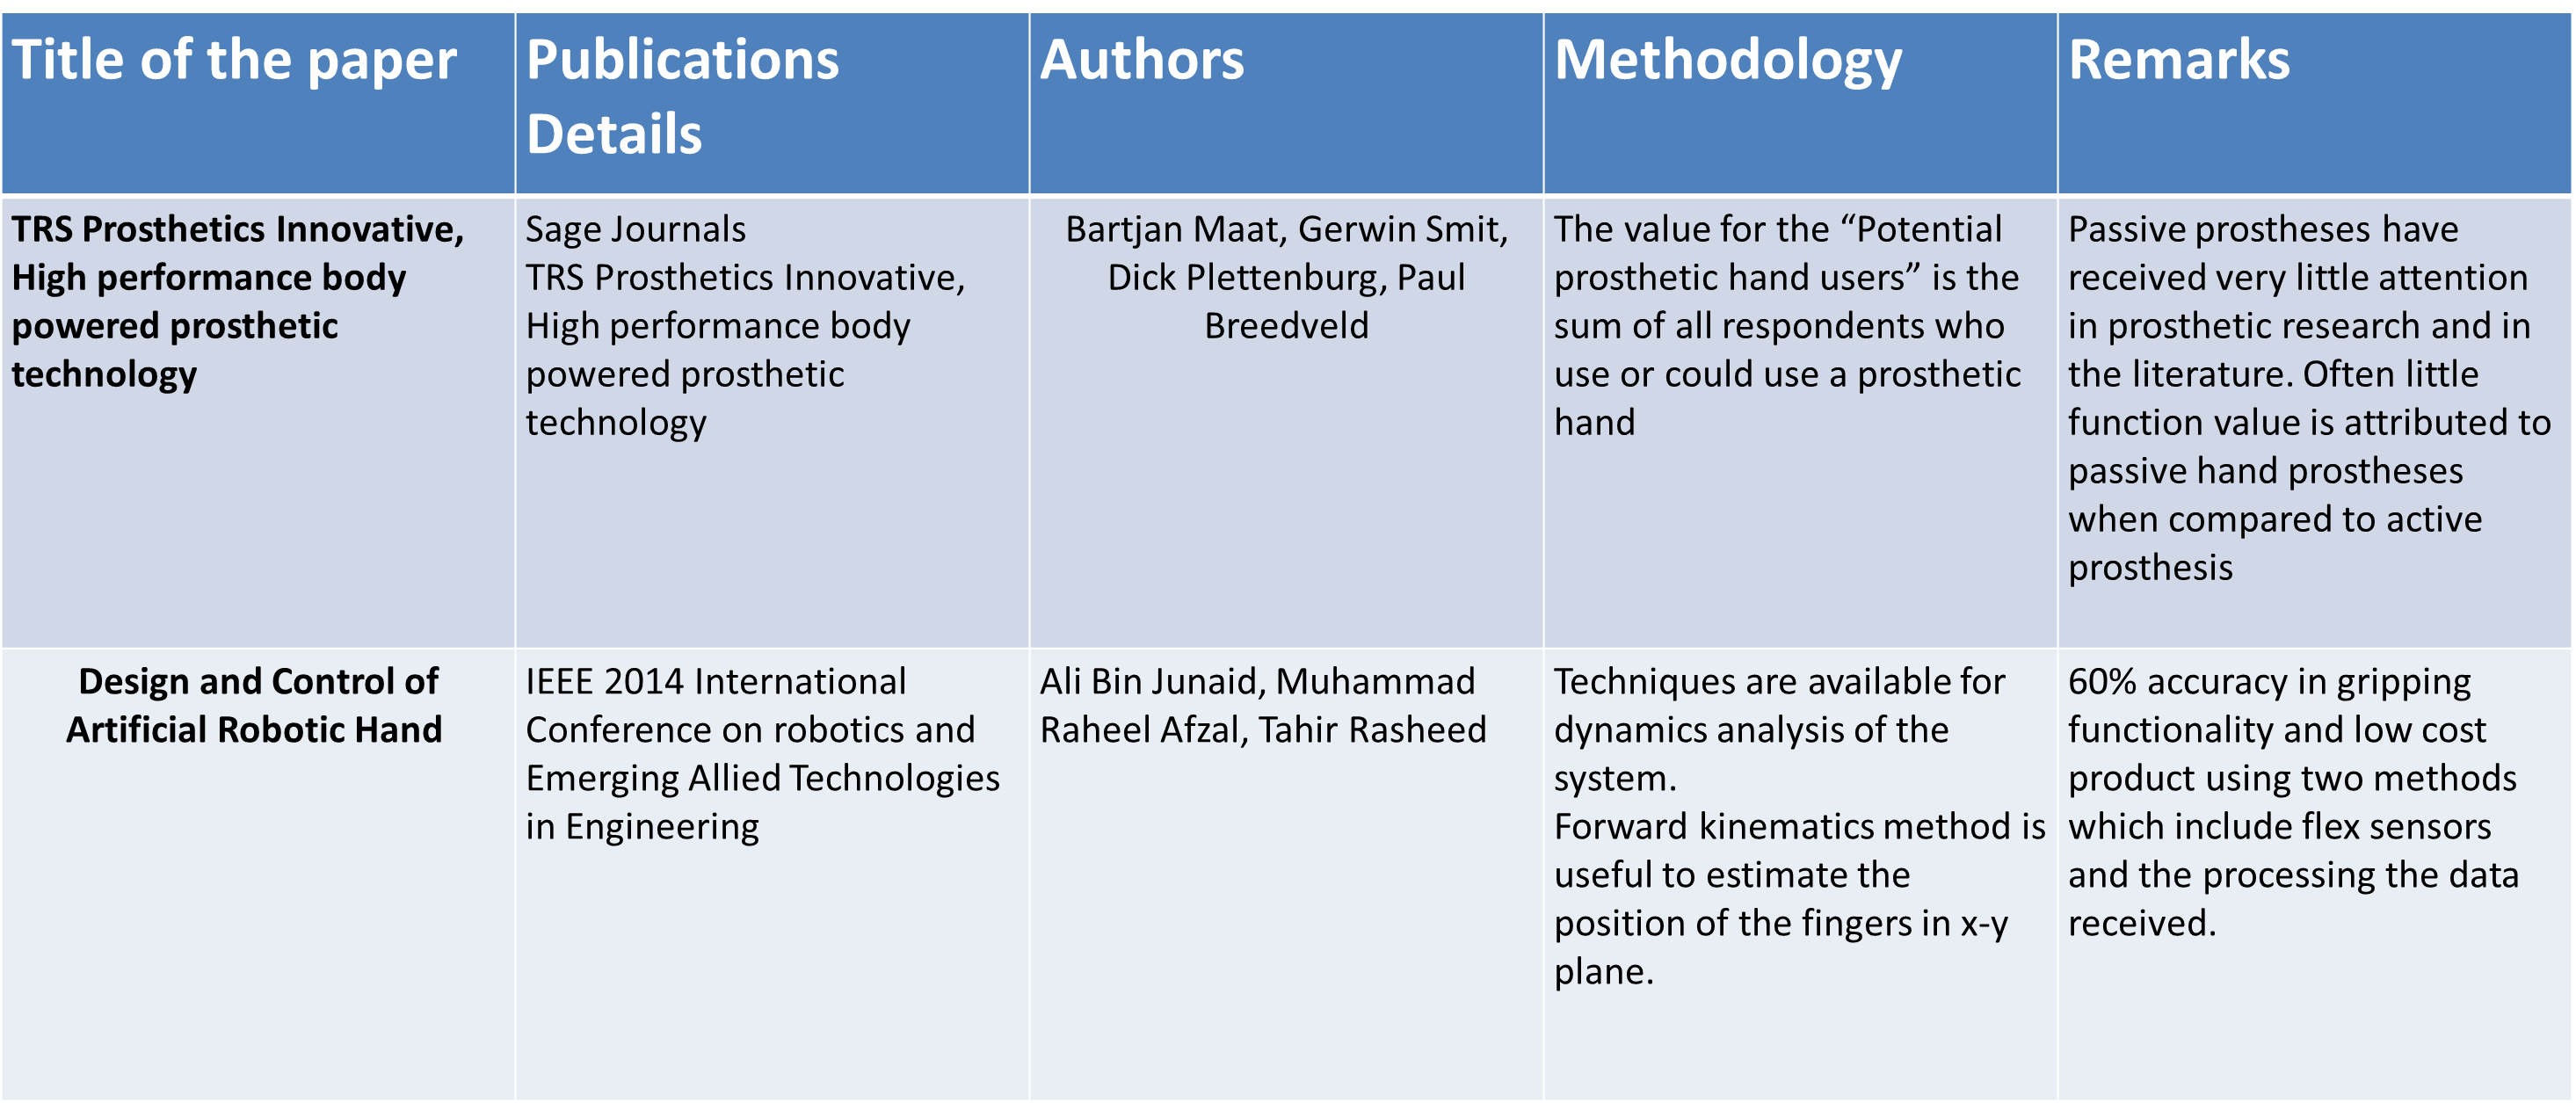 Title of the paper
Publications
Details
Authors
Methodology
Remarks
TRS Prosthetics Innovative,
High performance body
powered prosthetic
technology
Sage Journals
TRS Prosthetics Innovative,
High performance body
powered prosthetic
technology
Bartjan Maat, Gerwin Smit,
Dick Plettenburg, Paul
Breedveld
The value for the “Potential
prosthetic hand users” is the
sum of all respondents who
use or could use a prosthetic
hand
Passive prostheses have
received very little attention
in prosthetic research and in
the literature. Often little
function value is attributed to
passive hand prostheses
when compared to active
prosthesis
Design and Control of
Artificial Robotic Hand
IEEE 2014 International
Conference on robotics and
Emerging Allied Technologies
in Engineering
Ali Bin Junaid, Muhammad
Raheel Afzal, Tahir Rasheed
Techniques are available for
dynamics analysis of the
system.
Forward kinematics method is
useful to estimate the
position of the fingers in x-y
plane.
60% accuracy in gripping
functionality and low cost
product using two methods
which include flex sensors
and the processing the data
received.